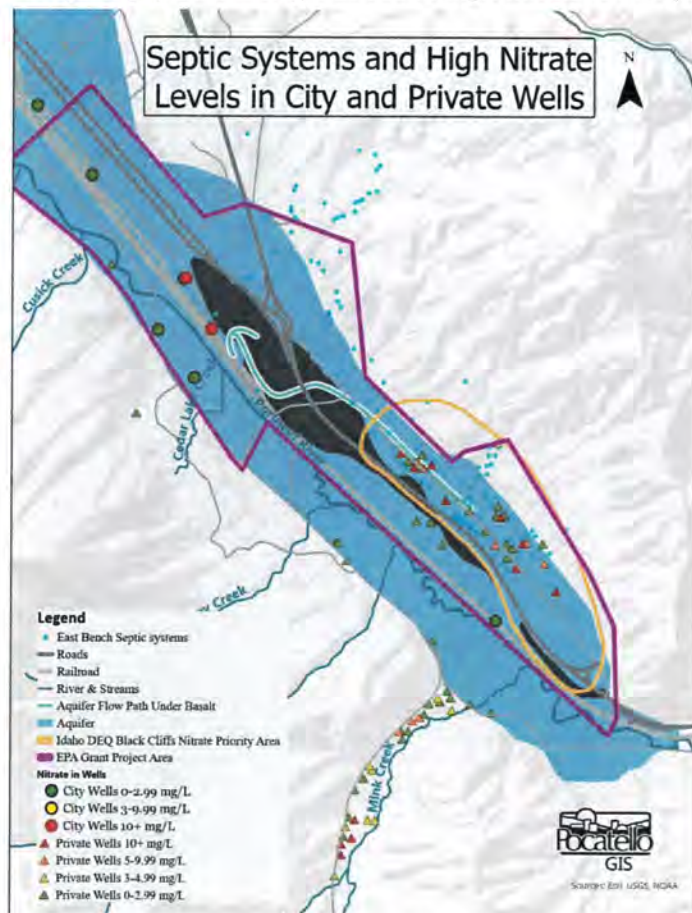 Septic Systems and High Nitrate
Levels in City and Private Wells
N
Cusick Creek
Cedar Lak
Portneuf
y Creek
Mink Creek
Legend
East Bench Septic systems
Roads
Railroad
River & Streams
Aquifer Flow Path Under Basalt
Aquifer
Idaho DEQ Black Cliffs Nitrate Priority Area
EPA Grant Project Area
Nitrate in Wells
City Wells 0-2.99 mg/L
City Wells 3-9.99 mg/L
City Wells 10+ mg/L
Private Wells 10+ mg/L
Private Wells 5-9.99 mg/L
Private Wells 3-4.99 mg/L
Private Wells 0-2.99 mg/L
Pocatello
GIS
Sources: Esri, USGS, NOAA